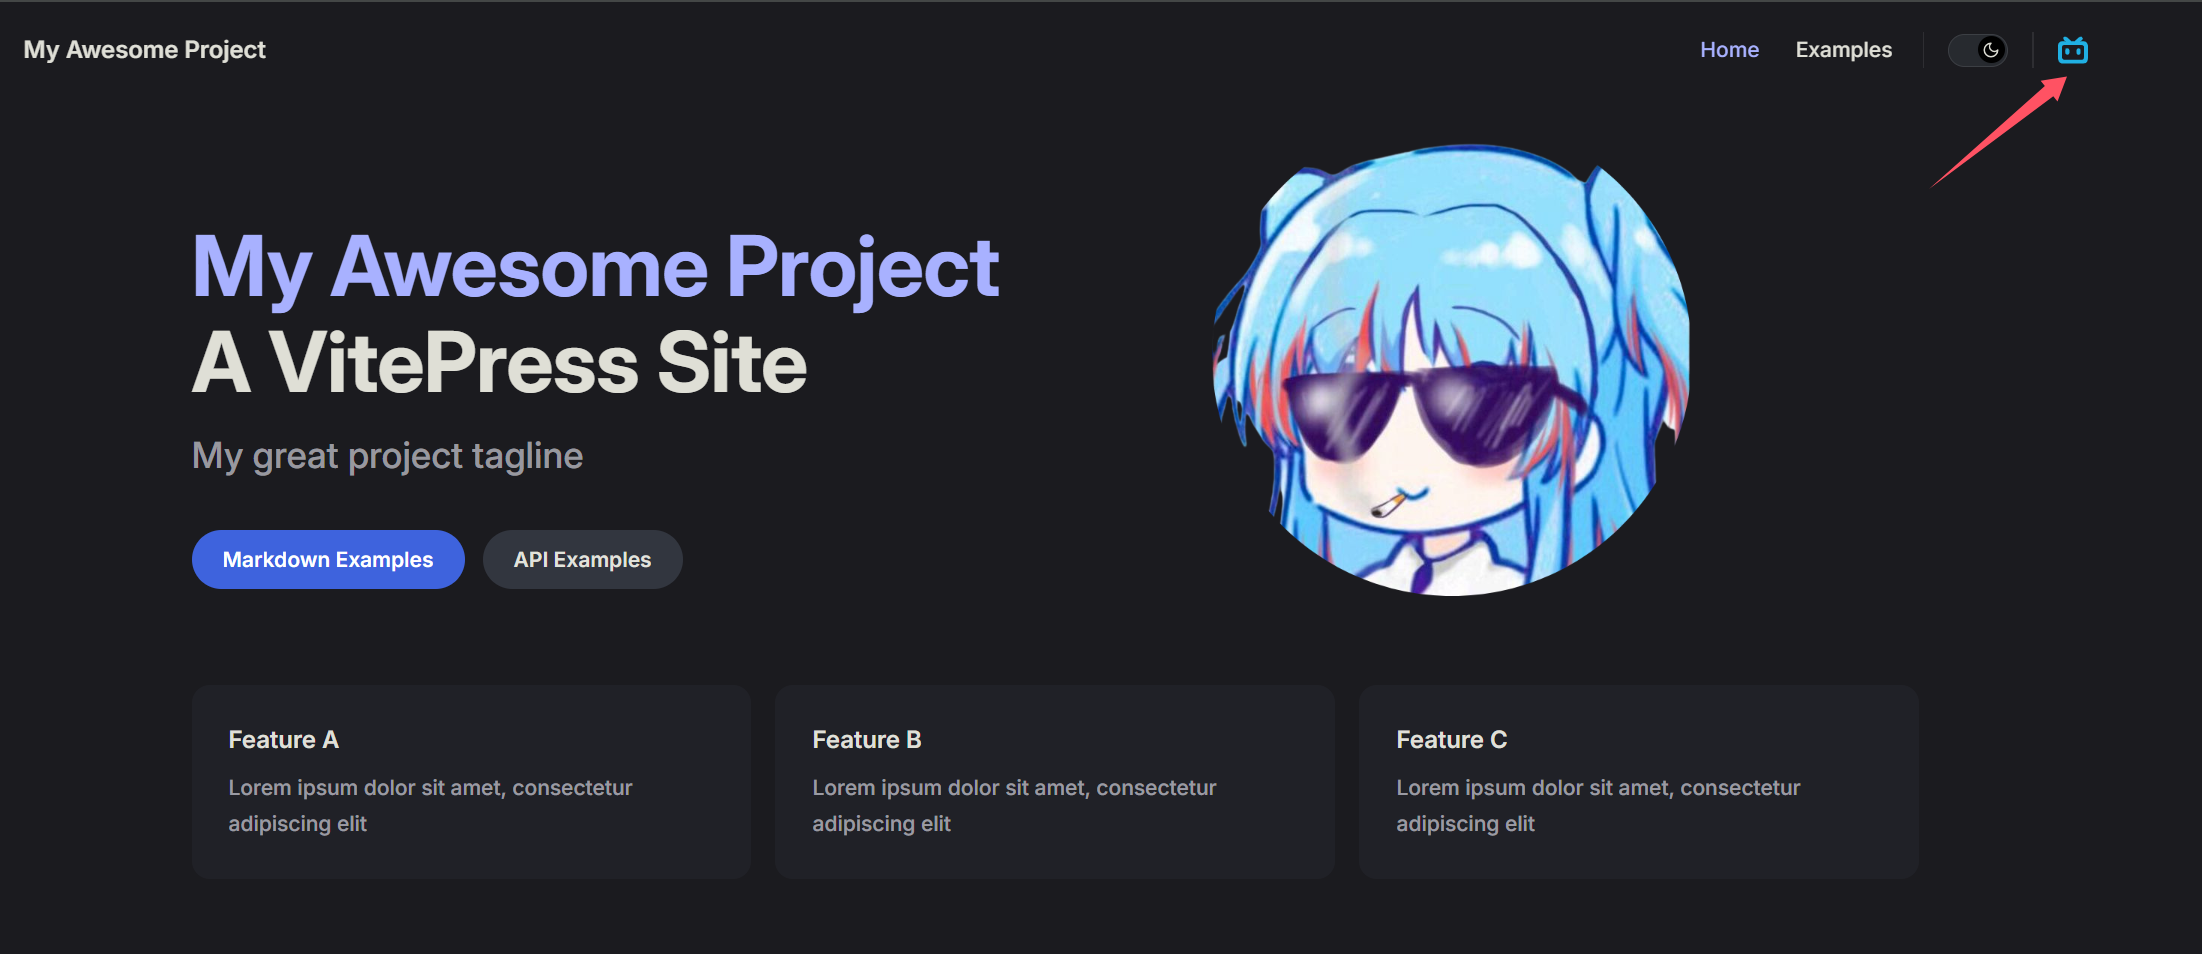 My Awesome Project
Home
Examples
My Awesome Project
A VitePress Site
My great project tagline
Markdown Examples
API Examples
Feature A
Lorem ipsum dolor sit amet, consectetur
adipiscing elit
Feature B
Lorem ipsum dolor sit amet, consectetur
adipiscing elit
Feature C
Lorem ipsum dolor sit amet, consectetur
adipiscing elit